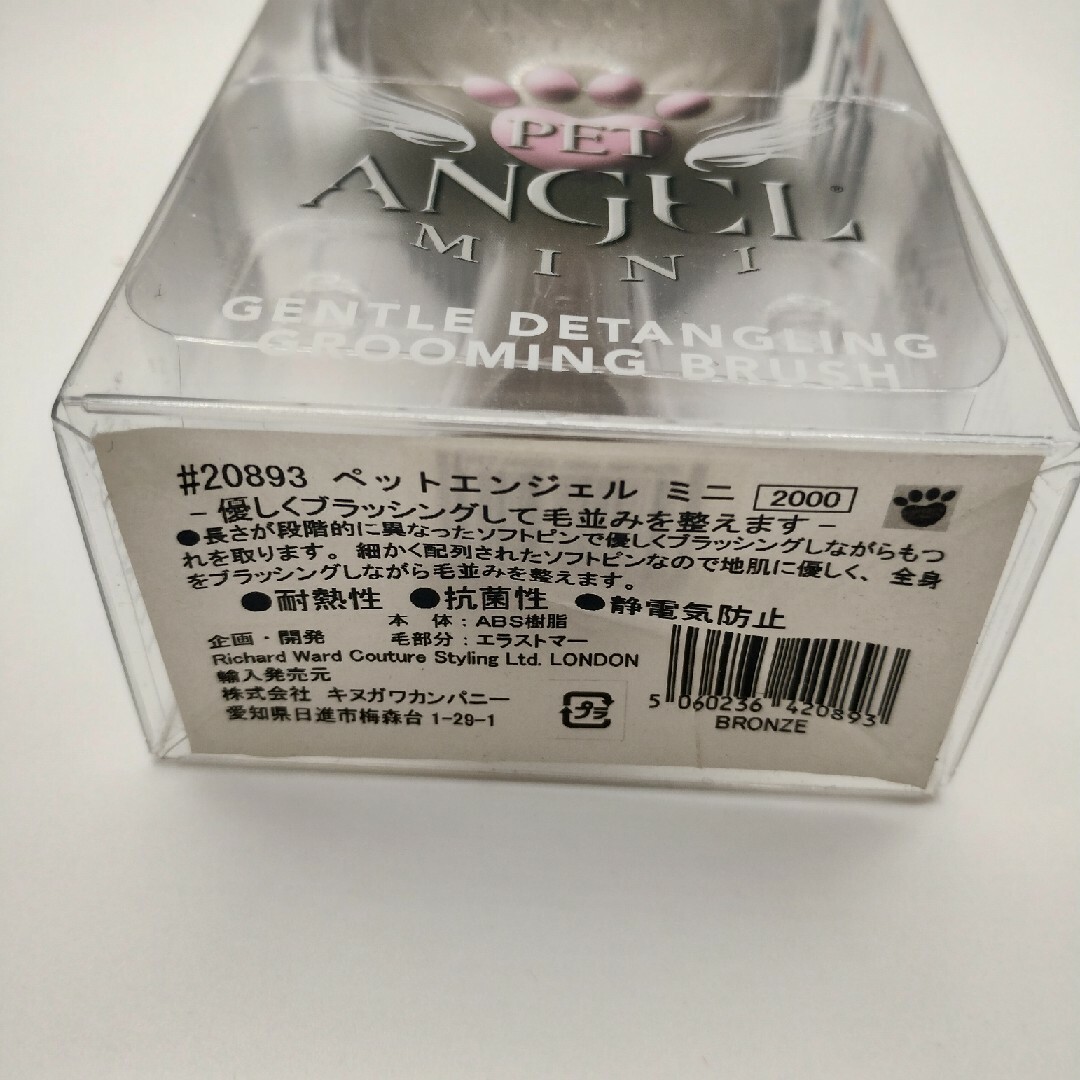 PET
ANGEL®
MINI
GENTLE DETANGLING
GROOMING BRUSH
#20893 ペットエンジェル ミニ 2000
- 優しくブラッシングして毛並みを整えます -
●長さが段階的に異なったソフトピンで優しくブラッシングしながらもつ
れを取ります。細かく配列されたソフトピンなので地肌に優しく、全身
をブラッシングしながら毛並みを整えます。
●耐熱性 ●抗菌性 ●静電気防止
本 体：ABS樹脂
企画・開発 毛部分：エラストマー
Richard Ward Couture Styling Ltd. LONDON
輸入発売元
株式会社 キヌガワカンパニー
愛知県日進市梅森台 1-29-1
プラ
5 060236 420893
BRONZE